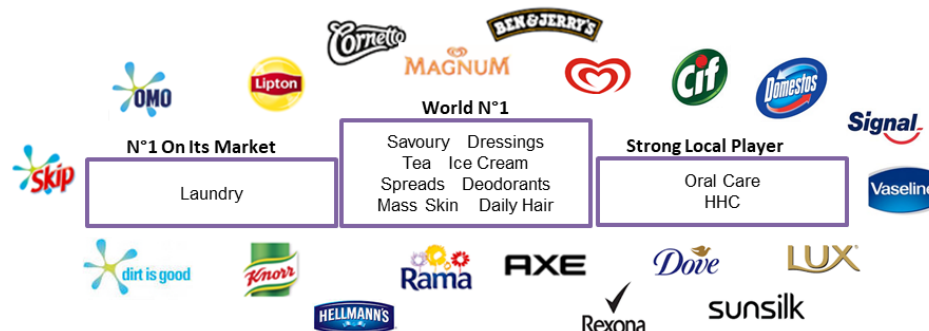 Cornetto
BEN & JERRY'S
MAGNUM
OMO
Lipton
Cif
Domestos
Signal
World N°1
N°1 On Its Market
Strong Local Player
Savoury Dressings
Tea Ice Cream
Spreads Deodorants
Mass Skin Daily Hair
Skip
Laundry
Oral Care
HHC
Vaseline
dirt is good
Knorr
Rama
AXE
Dove
LUX
HELLMANN'S
Rexona
sunsilk